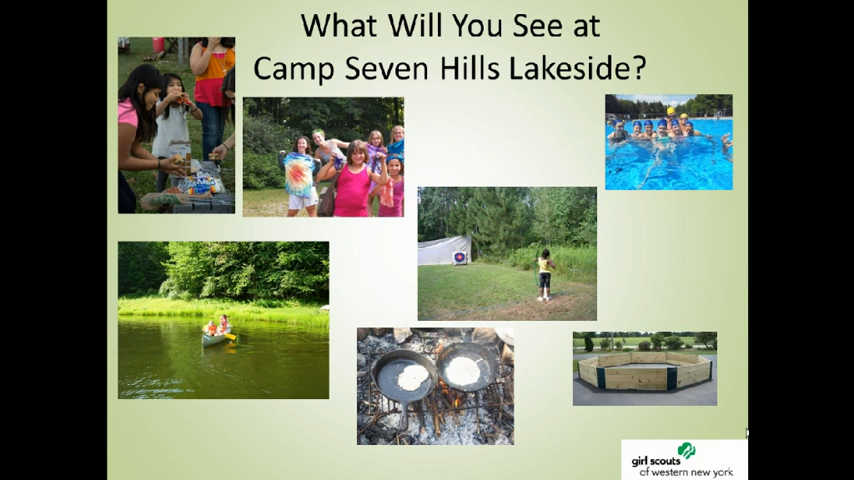 What Will You See at
Camp Seven Hills Lakeside?
girl scouts
of western new york